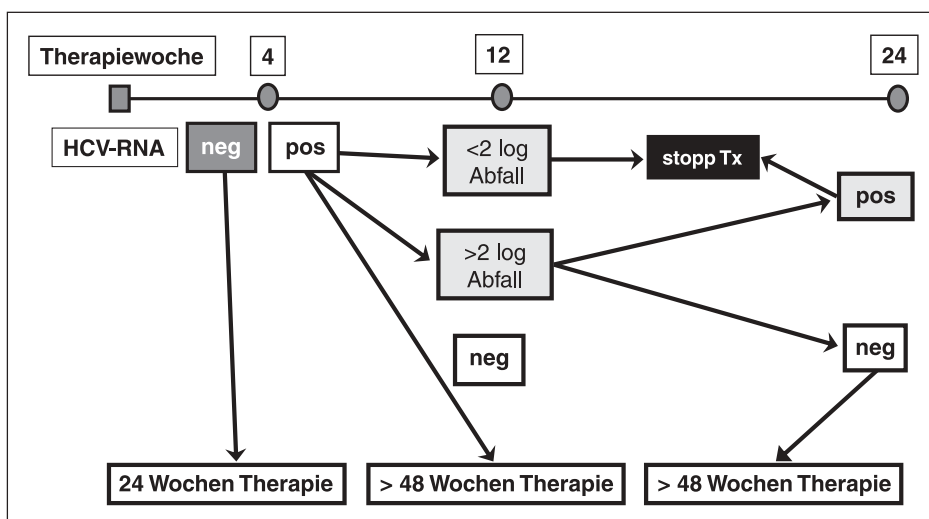 Therapiewoche 4 12 24
HCV-RNA neg pos
<2 log
Abfall
stopp Tx
pos
>2 log
Abfall
neg
neg
24 Wochen Therapie > 48 Wochen Therapie > 48 Wochen Therapie